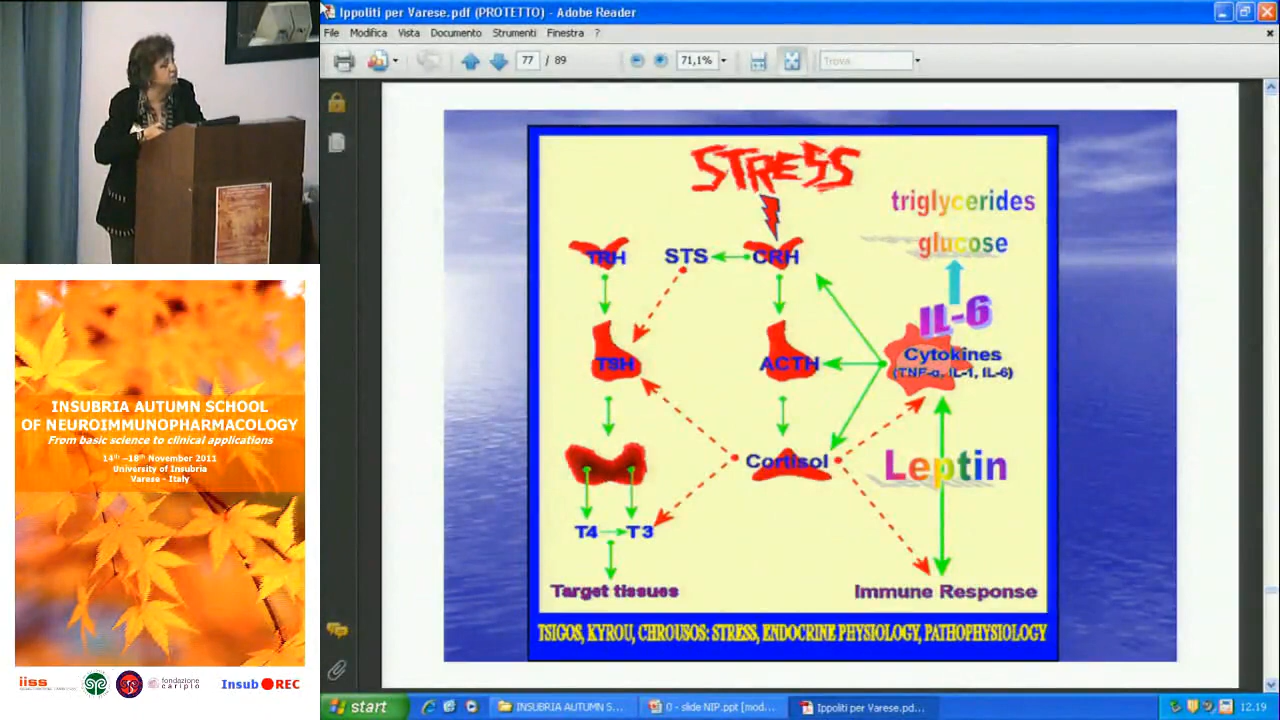 Ippoliti per Varese.pdf (PROTETTO) - Adobe Reader
File Modifica Vista Documento Strumenti Finestra ?
77 / 89 71,1% Trova
STRESS
triglycerides
glucose
TRH STS CRH
IL-6
TSH ACTH Cytokines
(TNF-α, IL-1, IL-6)
Cortisol Leptin
T4 T3
Target tissues Immune Response
TSIGOS, KYROU, CHROUSOS: STRESS, ENDOCRINE PHYSIOLOGY, PATHOPHYSIOLOGY
INSUBRIA AUTUMN SCHOOL
OF NEUROIMMUNOPHARMACOLOGY
From basic science to clinical applications
14th –18th November 2011
University of Insubria
Varese - Italy
iiss
fondazione
cariplo
Insub REC
start INSUBRIA AUTUMN S... 0 - slide NIP.ppt [mod... Ippoliti per Varese.pd... 12.19